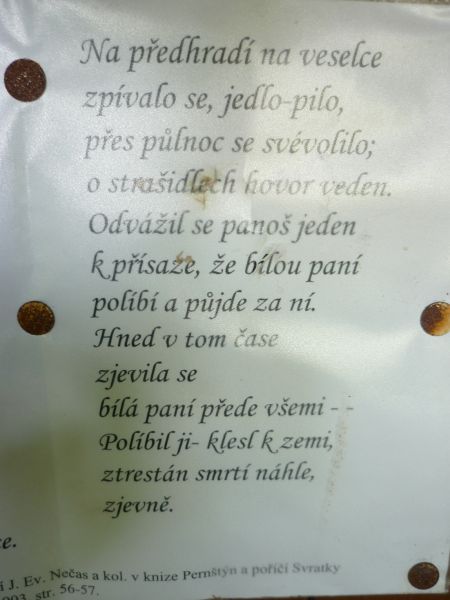 Na předhradí na veselce
zpívalo se, jedlo-pilo,
přes půlnoc se svévolilo;
o strašidlech hovor veden.
Odvážil se panoš jeden
k přísaze, že bílou paní
políbí a půjde za ní.
Hned v tom čase
zjevila se
bílá paní přede všemi - -
Políbil ji- klesl k zemi,
ztrestán smrtí náhle,
zjevně.
J. Ev. Nečas a kol. v knize Pernštýn a poříčí Svratky
str. 56-57.